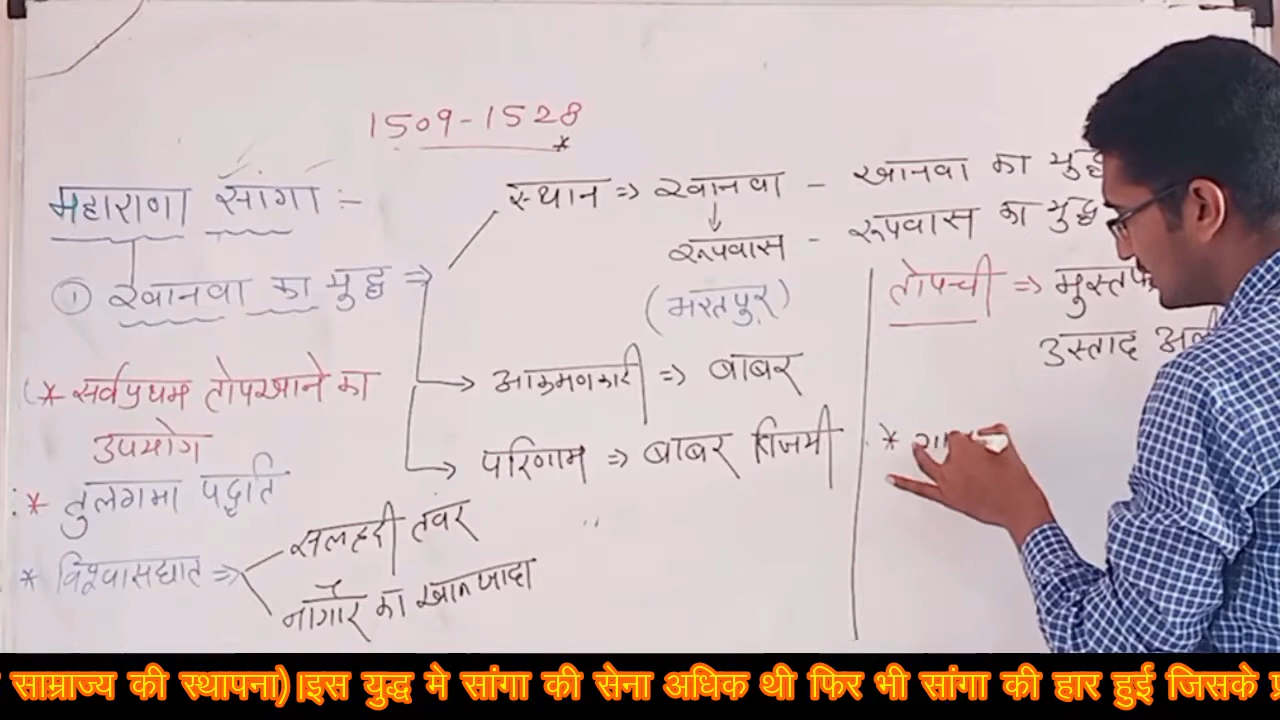 1509-1528
महाराणा सांगा :-
① खानवा का युद्ध ⇒
स्थान ⇒ खानवा - खानवा का युद्ध
↓
रूपवास - रूपवास का युद्ध
(भरतपुर)
आक्रमणकारी ⇒ बाबर
परिणाम ⇒ बाबर विजयी
* सर्वप्रथम तोपखाने का
उपयोग
* तुलगमा पद्धति
* विश्वासघात ⇒
सलहदी तंवर
नागौर का खानजादा
तोपची ⇒
उस्ताद
*
साम्राज्य की स्थापना)।इस युद्ध मे सांगा की सेना अधिक थी फिर भी सांगा की हार हुई जिसके